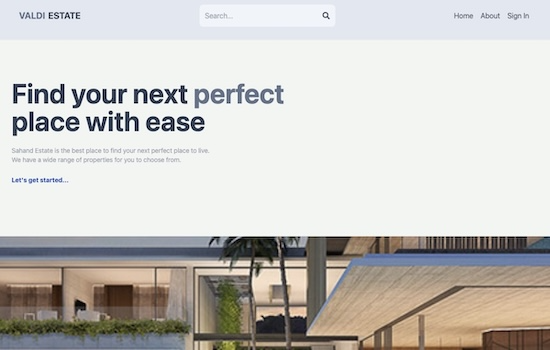 VALDI ESTATE
Search...
Home About Sign In
Find your next perfect
place with ease
Sahand Estate is the best place to find your next perfect place to live.
We have a wide range of properties for you to choose from.
Let's get started...